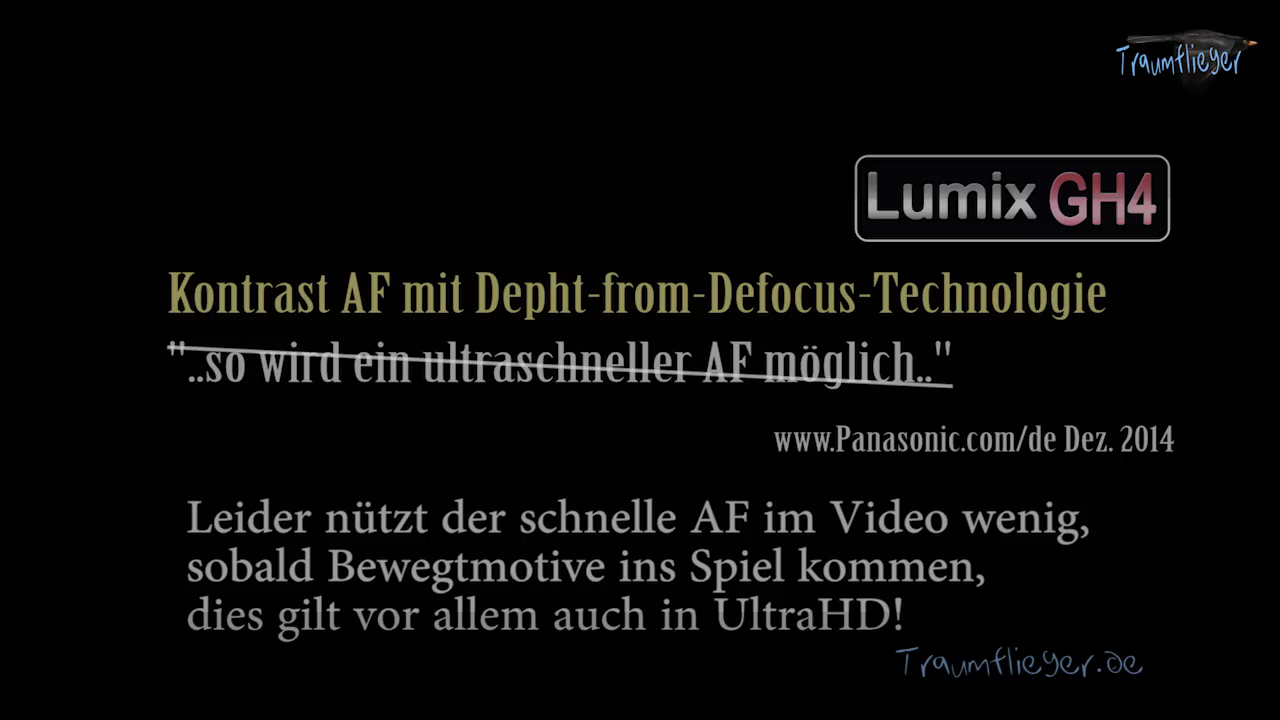 Traumflieger
Lumix GH4
Kontrast AF mit Depht-from-Defocus-Technologie
"..so wird ein ultraschneller AF möglich.."
www.Panasonic.com/de Dez. 2014
Leider nützt der schnelle AF im Video wenig,
sobald Bewegtmotive ins Spiel kommen,
dies gilt vor allem auch in UltraHD!
Traumflieger.de